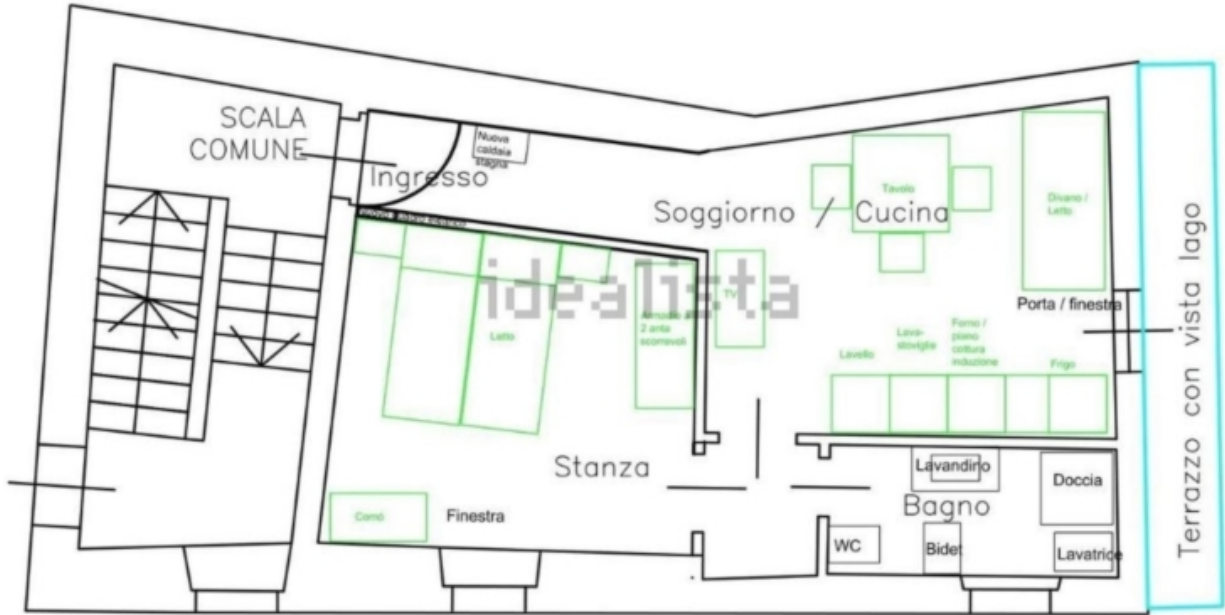 SCALA
COMUNE
Nuova
caldaia
stagna
Ingresso
Soggiorno / Cucina
Tavolo
Divano /
Letto
Terrazzo con vista lago
idealista
TV
2 ante
scorrevoli
Letto
Porta / finestra
Lavello
Lava-
stoviglie
Forno /
piano
cottura
induzione
Frigo
Stanza
Lavandino
Doccia
Bagno
Comò
Finestra
WC
Bidet
Lavatrice